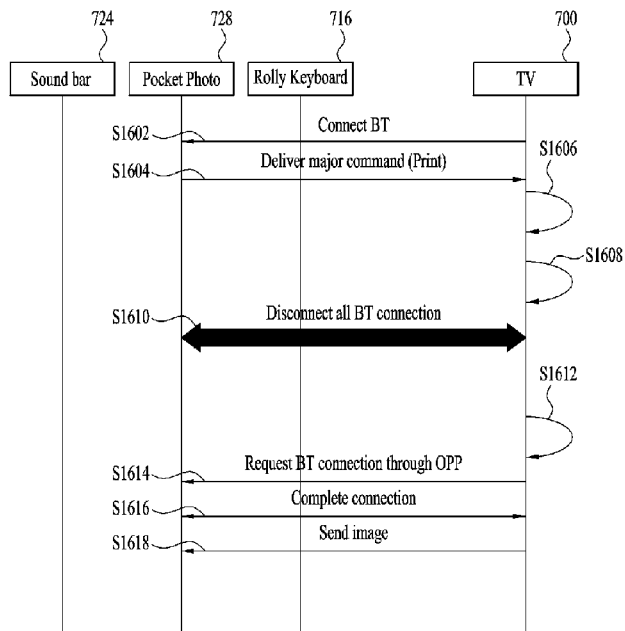 724
728
716
700
Sound bar
Pocket Photo
Rolly Keyboard
TV
S1602
Connect BT
S1604
Deliver major command (Print)
S1606
S1608
S1610
Disconnect all BT connection
S1612
S1614
Request BT connection through OPP
S1616
Complete connection
S1618
Send image